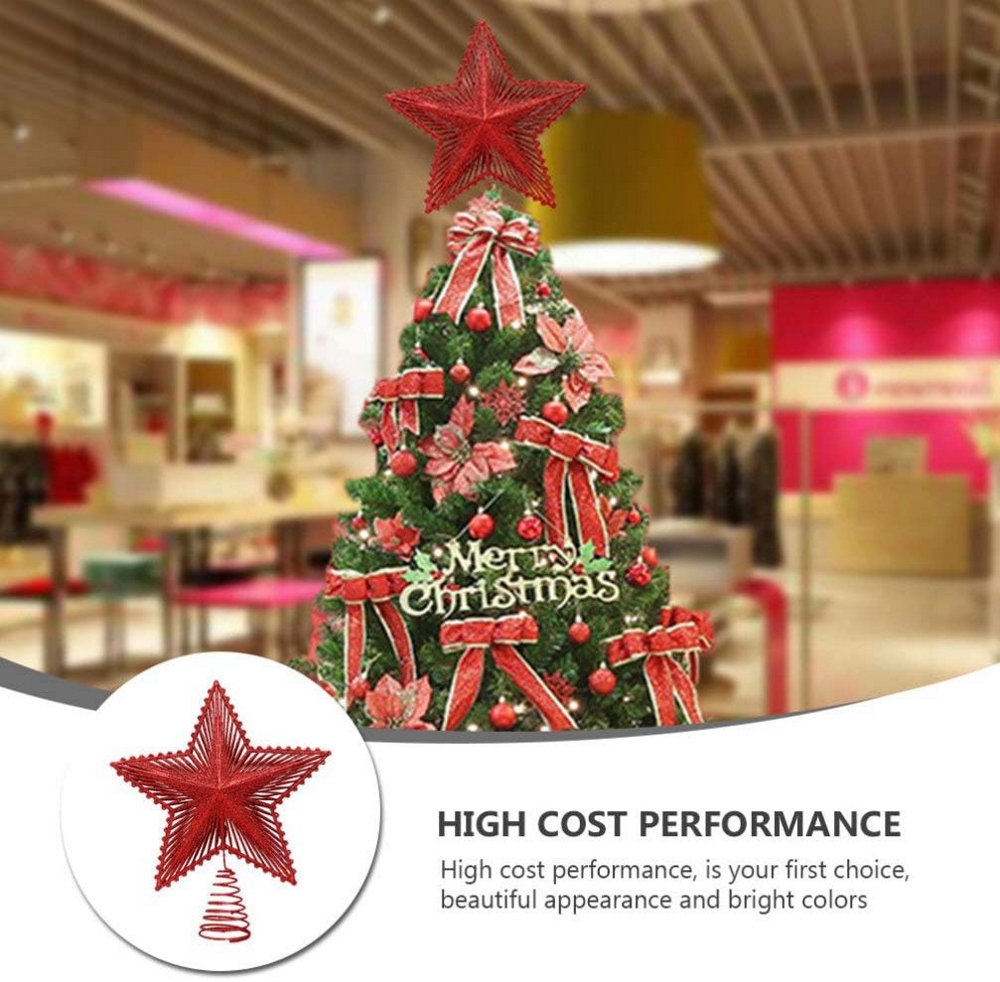 Merry
Christmas
HIGH COST PERFORMANCE
High cost performance, is your first choice,
beautiful appearance and bright colors